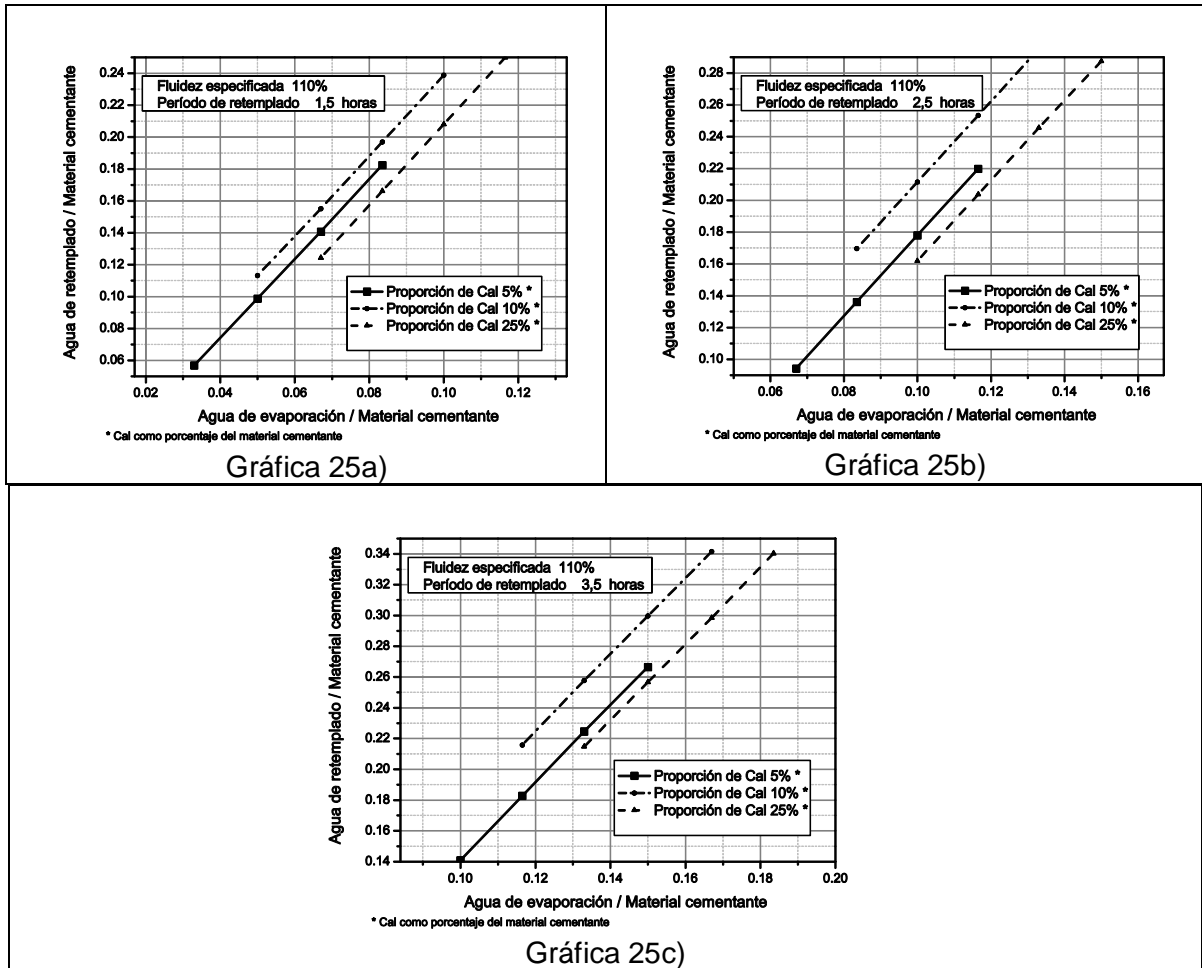 Agua de retemplado / Material cementante
0.24
0.22
0.20
0.18
0.16
0.14
0.12
0.10
0.08
0.06
Fluidez especificada 110%
Período de retemplado 1,5 horas
Proporción de Cal 5% *
Proporción de Cal 10% *
Proporción de Cal 25% *
0.02 0.04 0.06 0.08 0.10 0.12
Agua de evaporación / Material cementante
* Cal como porcentaje del material cementante
Gráfica 25a)
Agua de retemplado / Material cementante
0.28
0.26
0.24
0.22
0.20
0.18
0.16
0.14
0.12
0.10
Fluidez especificada 110%
Período de retemplado 2,5 horas
Proporción de Cal 5% *
Proporción de Cal 10% *
Proporción de Cal 25% *
0.06 0.08 0.10 0.12 0.14 0.16
Agua de evaporación / Material cementante
* Cal como porcentaje del material cementante
Gráfica 25b)
Agua de retemplado / Material cementante
0.34
0.32
0.30
0.28
0.26
0.24
0.22
0.20
0.18
0.16
0.14
Fluidez especificada 110%
Período de retemplado 3,5 horas
Proporción de Cal 5% *
Proporción de Cal 10% *
Proporción de Cal 25% *
0.10 0.12 0.14 0.16 0.18 0.20
Agua de evaporación / Material cementante
* Cal como porcentaje del material cementante
Gráfica 25c)